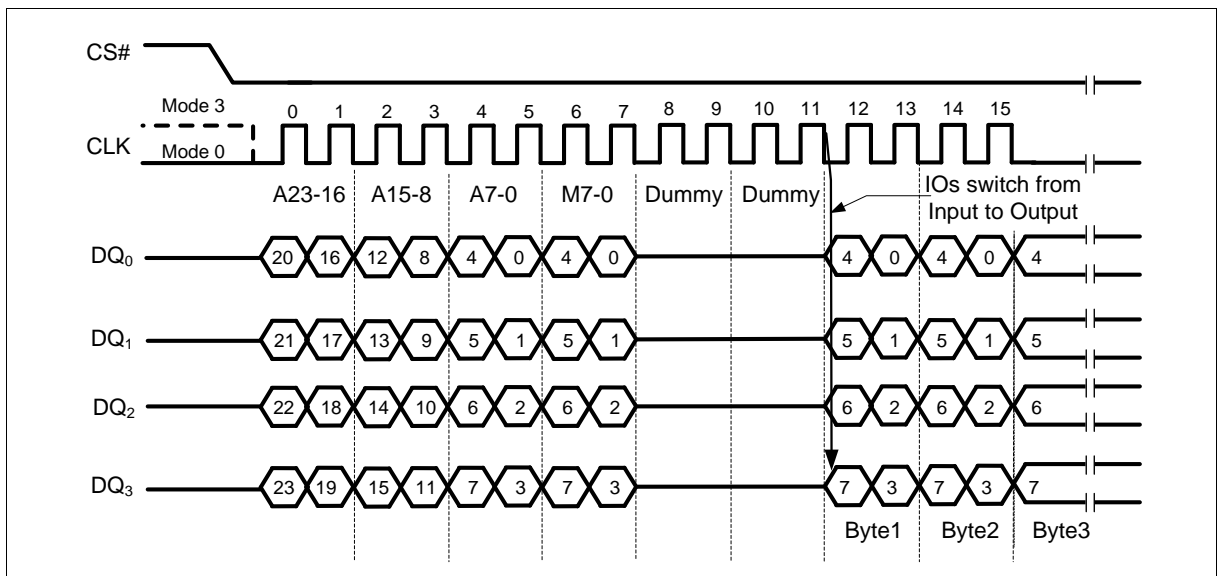 CS#
Mode 3
0 1 2 3 4 5 6 7 8 9 10 11 12 13 14 15
CLK
Mode 0
IOs switch from
Input to Output
A23-16 A15-8 A7-0 M7-0 Dummy Dummy
DQ0 20 16 12 8 4 0 4 0 4 0 4 0 4
DQ1 21 17 13 9 5 1 5 1 5 1 5 1 5
DQ2 22 18 14 10 6 2 6 2 6 2 6 2 6
DQ3 23 19 15 11 7 3 7 3 7 3 7 3 7
Byte1 Byte2 Byte3